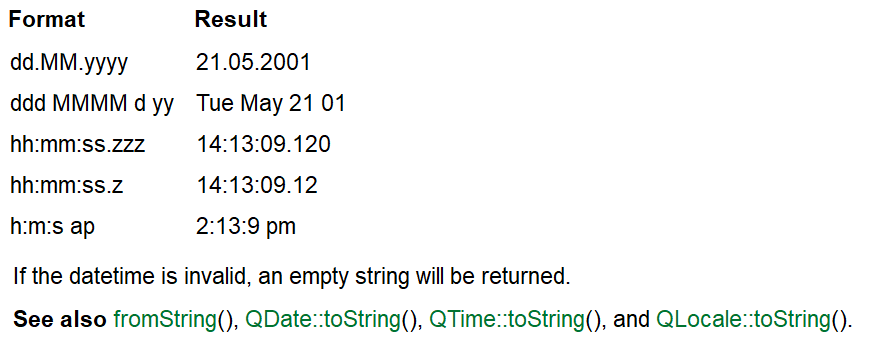 Format Result
dd.MM.yyyy 21.05.2001
ddd MMMM d yy Tue May 21 01
hh:mm:ss.zzz 14:13:09.120
hh:mm:ss.z 14:13:09.12
h:m:s ap 2:13:9 pm
If the datetime is invalid, an empty string will be returned.
See also fromString(), QDate::toString(), QTime::toString(), and QLocale::toString().